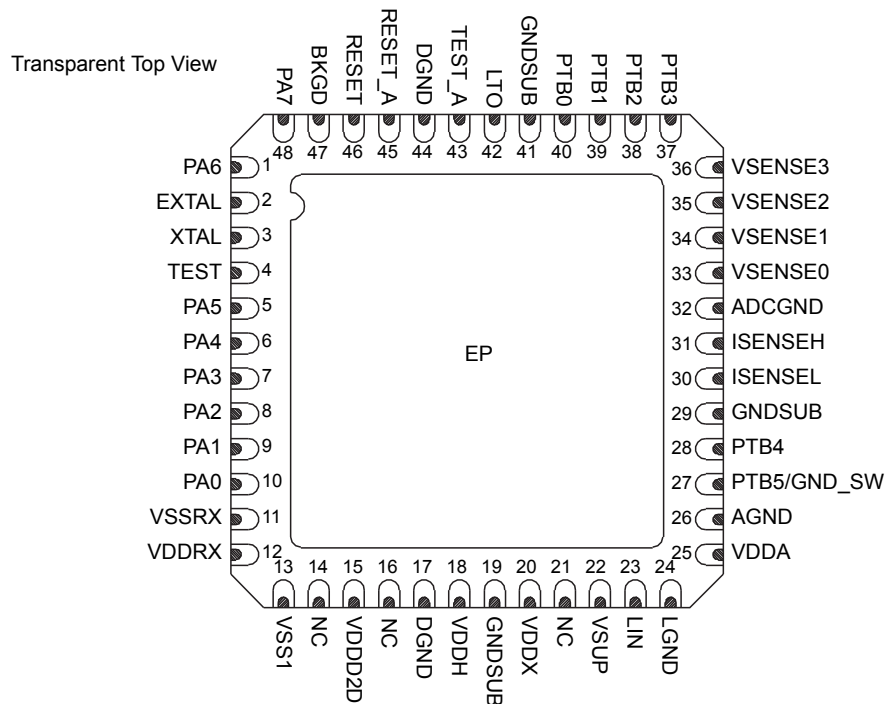 Transparent Top View
PA7
BKGD
RESET
RESET_A
DGND
TEST_A
LTO
GNDSUB
PTB0
PTB1
PTB2
PTB3
48 47 46 45 44 43 42 41 40 39 38 37
PA6 1
EXTAL 2
XTAL 3
TEST 4
PA5 5
PA4 6
PA3 7
PA2 8
PA1 9
PA0 10
VSSRX 11
VDDRX 12
EP
36 VSENSE3
35 VSENSE2
34 VSENSE1
33 VSENSE0
32 ADCGND
31 ISENSEH
30 ISENSEL
29 GNDSUB
28 PTB4
27 PTB5/GND_SW
26 AGND
25 VDDA
13 14 15 16 17 18 19 20 21 22 23 24
VSS1
NC
VDDD2D
NC
DGND
VDDH
GNDSUB
VDDX
NC
VSUP
LIN
LGND